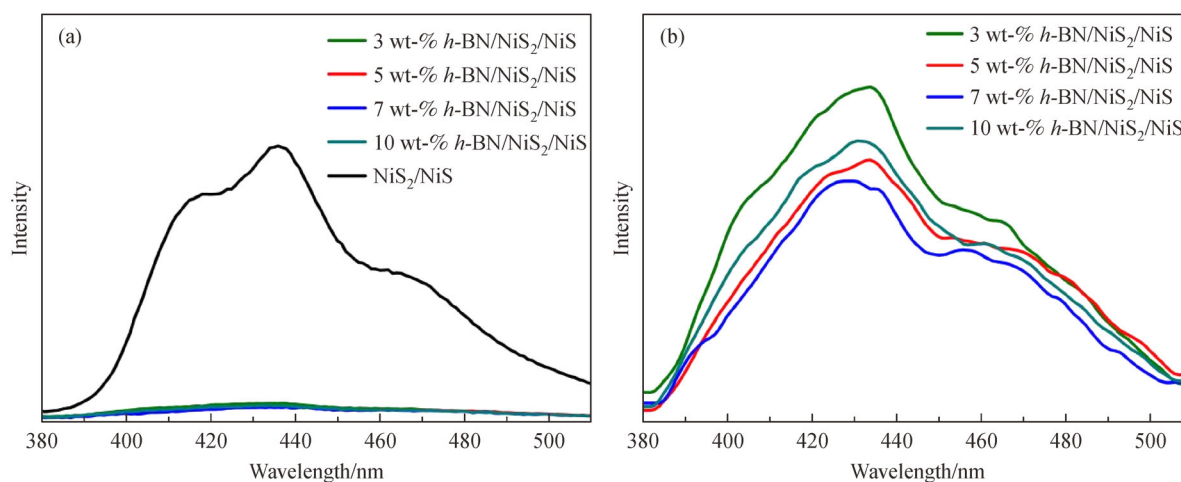 (a)
3 wt-% h-BN/NiS₂/NiS
5 wt-% h-BN/NiS₂/NiS
7 wt-% h-BN/NiS₂/NiS
10 wt-% h-BN/NiS₂/NiS
NiS₂/NiS
Intensity
380 400 420 440 460 480 500
Wavelength/nm
(b)
3 wt-% h-BN/NiS₂/NiS
5 wt-% h-BN/NiS₂/NiS
7 wt-% h-BN/NiS₂/NiS
10 wt-% h-BN/NiS₂/NiS
Intensity
380 400 420 440 460 480 500
Wavelength/nm